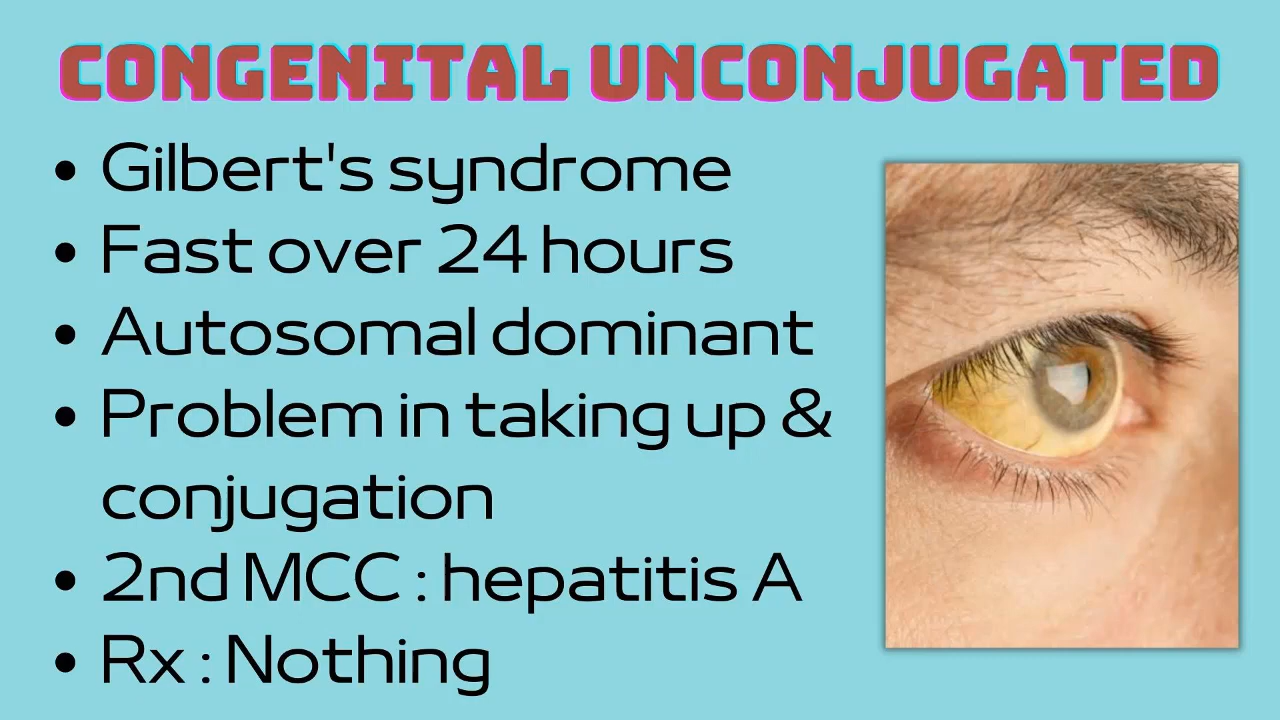 CONGENITAL UNCONJUGATED
• Gilbert's syndrome
• Fast over 24 hours
• Autosomal dominant
• Problem in taking up &
conjugation
• 2nd MCC : hepatitis A
• Rx : Nothing